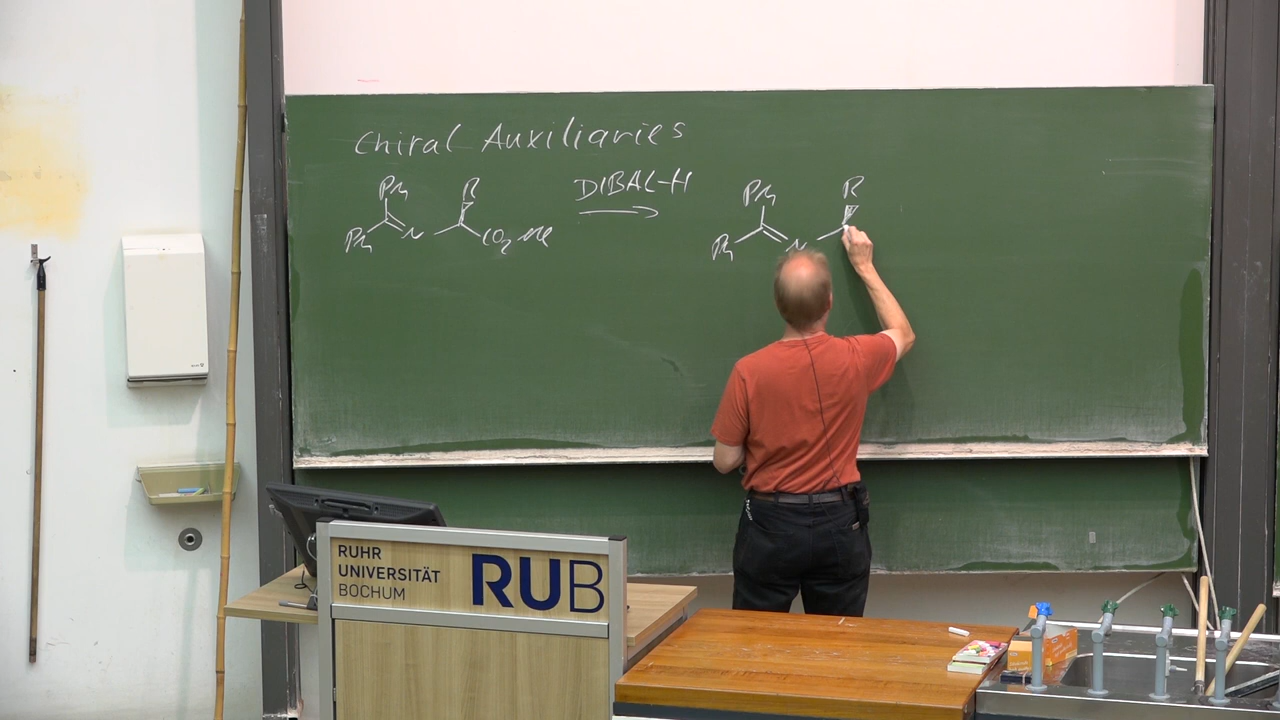 Chiral Auxiliaries
Ph R DIBAL-H Ph R
Ph N CO2Me Ph N
RUHR
UNIVERSITÄT
BOCHUM
RUB